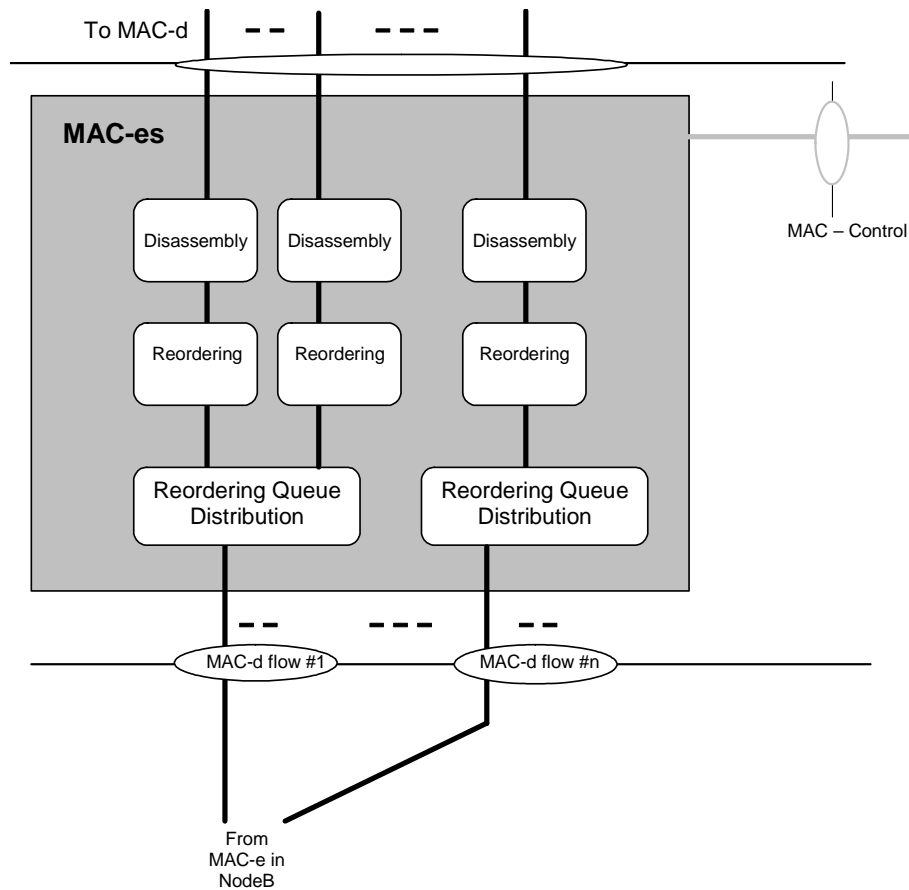 To MAC-d
MAC-es
MAC – Control
Disassembly
Disassembly
Disassembly
Reordering
Reordering
Reordering
Reordering Queue
Distribution
Reordering Queue
Distribution
MAC-d flow #1
MAC-d flow #n
From
MAC-e in
NodeB